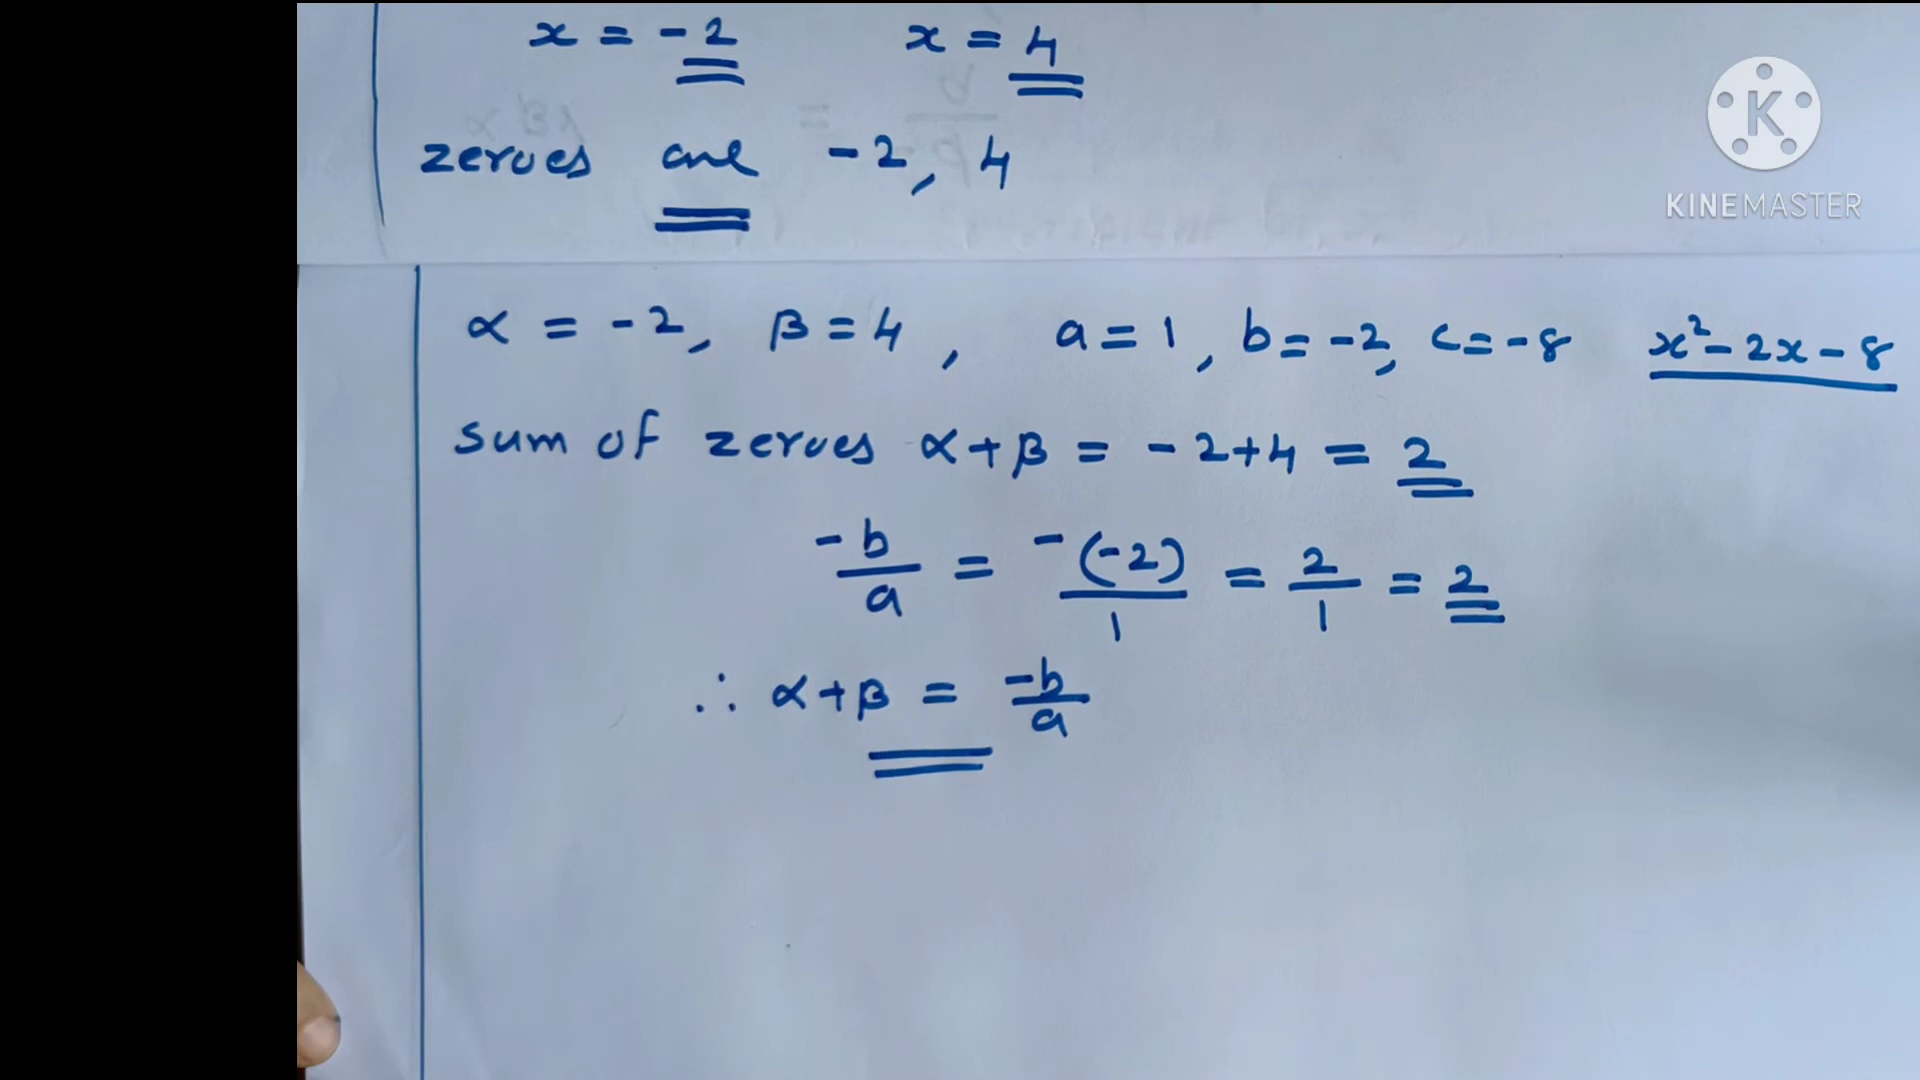 x = -2 x = 4
KINEMASTER
zeroes are -2, 4
α = -2, β = 4, a = 1, b = -2, c = -8 x² - 2x - 8
sum of zeroes α + β = -2 + 4 = 2
-b/a = -(-2)/1 = 2/1 = 2
∴ α + β = -b/a